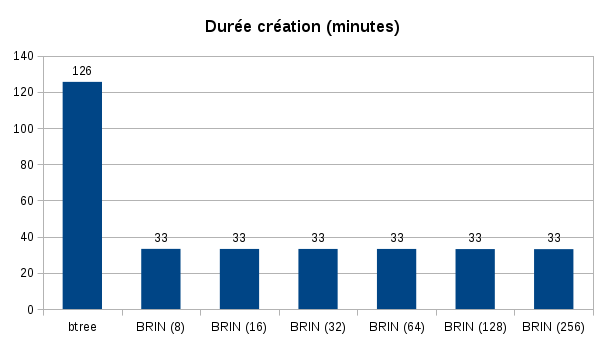 Durée création (minutes)
140
120
100
80
60
40
20
0
126
33
33
33
33
33
33
btree
BRIN (8)
BRIN (16)
BRIN (32)
BRIN (64)
BRIN (128)
BRIN (256)